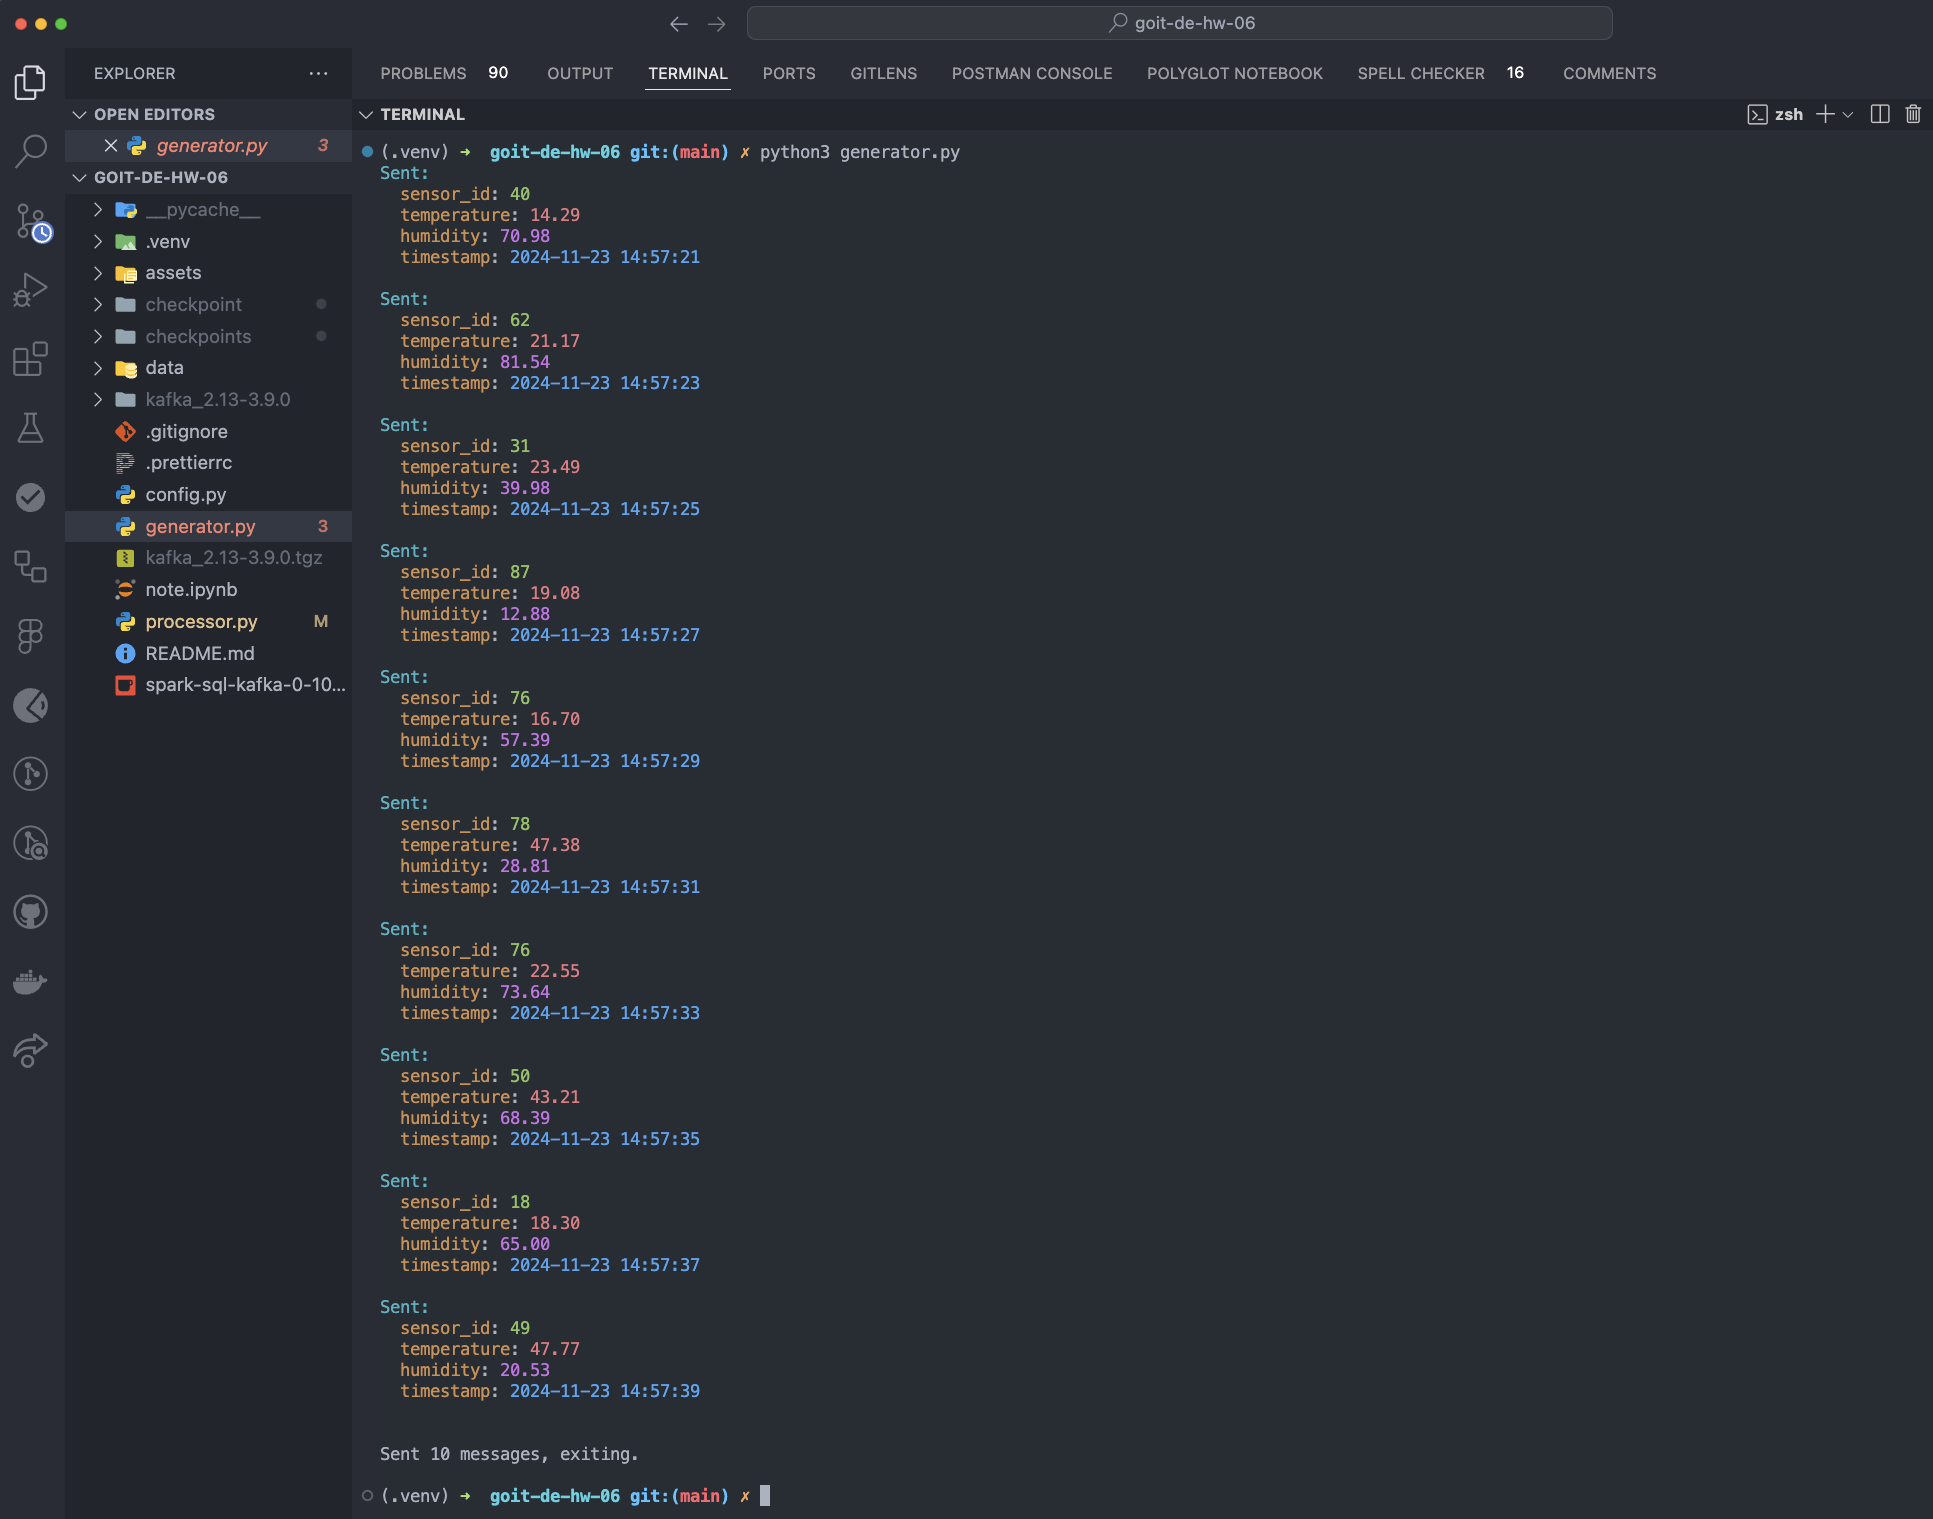 goit-de-hw-06
EXPLORER
OPEN EDITORS
generator.py 3
GOIT-DE-HW-06
__pycache__
.venv
assets
checkpoint
checkpoints
data
kafka_2.13-3.9.0
.gitignore
.prettierrc
config.py
generator.py 3
kafka_2.13-3.9.0.tgz
note.ipynb
processor.py M
README.md
spark-sql-kafka-0-10...
PROBLEMS 90 OUTPUT TERMINAL PORTS GITLENS POSTMAN CONSOLE POLYGLOT NOTEBOOK SPELL CHECKER 16 COMMENTS
TERMINAL zsh
(.venv) ➜ goit-de-hw-06 git:(main) ✗ python3 generator.py
Sent:
sensor_id: 40
temperature: 14.29
humidity: 70.98
timestamp: 2024-11-23 14:57:21
Sent:
sensor_id: 62
temperature: 21.17
humidity: 81.54
timestamp: 2024-11-23 14:57:23
Sent:
sensor_id: 31
temperature: 23.49
humidity: 39.98
timestamp: 2024-11-23 14:57:25
Sent:
sensor_id: 87
temperature: 19.08
humidity: 12.88
timestamp: 2024-11-23 14:57:27
Sent:
sensor_id: 76
temperature: 16.70
humidity: 57.39
timestamp: 2024-11-23 14:57:29
Sent:
sensor_id: 78
temperature: 47.38
humidity: 28.81
timestamp: 2024-11-23 14:57:31
Sent:
sensor_id: 76
temperature: 22.55
humidity: 73.64
timestamp: 2024-11-23 14:57:33
Sent:
sensor_id: 50
temperature: 43.21
humidity: 68.39
timestamp: 2024-11-23 14:57:35
Sent:
sensor_id: 18
temperature: 18.30
humidity: 65.00
timestamp: 2024-11-23 14:57:37
Sent:
sensor_id: 49
temperature: 47.77
humidity: 20.53
timestamp: 2024-11-23 14:57:39
Sent 10 messages, exiting.
(.venv) ➜ goit-de-hw-06 git:(main) ✗